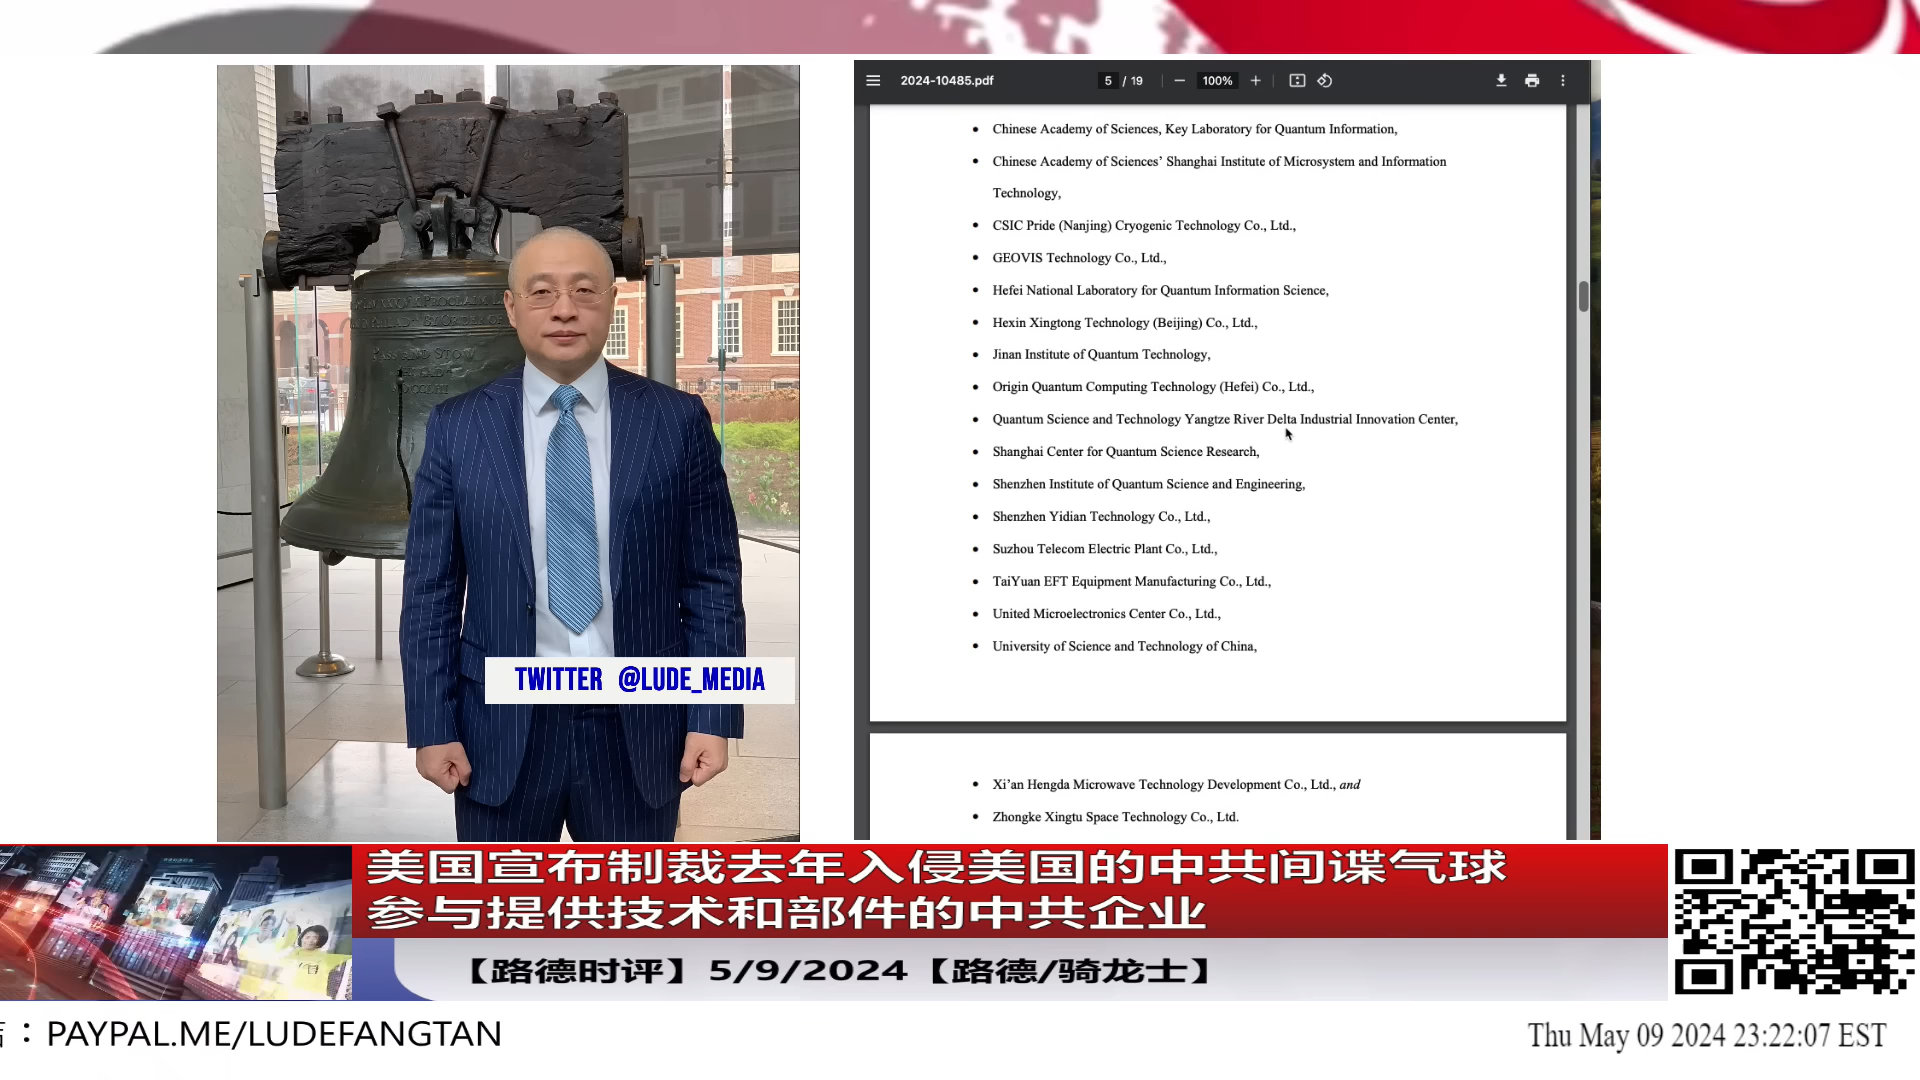 2024-10485.pdf
5 / 19
100%
• Chinese Academy of Sciences, Key Laboratory for Quantum Information,
• Chinese Academy of Sciences’ Shanghai Institute of Microsystem and Information
Technology,
• CSIC Pride (Nanjing) Cryogenic Technology Co., Ltd.,
• GEOVIS Technology Co., Ltd.,
• Hefei National Laboratory for Quantum Information Science,
• Hexin Xingtong Technology (Beijing) Co., Ltd.,
• Jinan Institute of Quantum Technology,
• Origin Quantum Computing Technology (Hefei) Co., Ltd.,
• Quantum Science and Technology Yangtze River Delta Industrial Innovation Center,
• Shanghai Center for Quantum Science Research,
• Shenzhen Institute of Quantum Science and Engineering,
• Shenzhen Yidian Technology Co., Ltd.,
• Suzhou Telecom Electric Plant Co., Ltd.,
• TaiYuan EFT Equipment Manufacturing Co., Ltd.,
• United Microelectronics Center Co., Ltd.,
• University of Science and Technology of China,
• Xi’an Hengda Microwave Technology Development Co., Ltd., and
• Zhongke Xingtu Space Technology Co., Ltd.
PASS AND STOW
TWITTER @LUDE_MEDIA
美国宣布制裁去年入侵美国的中共间谍气球
参与提供技术和部件的中共企业
【路德时评】5/9/2024【路德/骑龙士】
：PAYPAL.ME/LUDEFANGTAN
Thu May 09 2024 23:22:07 EST